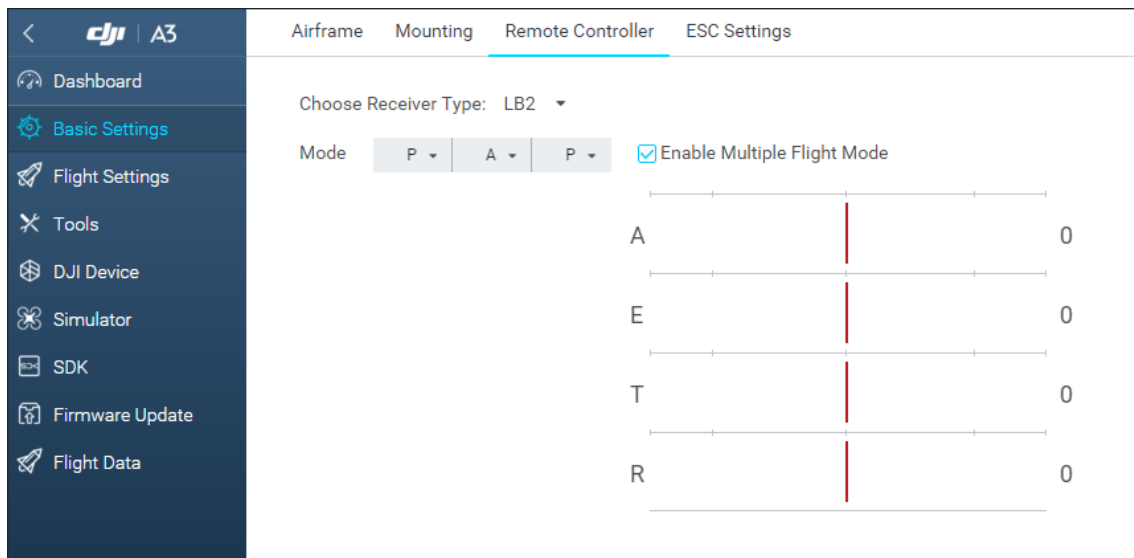 dji A3
Dashboard
Basic Settings
Flight Settings
Tools
DJI Device
Simulator
SDK
Firmware Update
Flight Data
Airframe Mounting Remote Controller ESC Settings
Choose Receiver Type: LB2
Mode P A P Enable Multiple Flight Mode
A 0
E 0
T 0
R 0